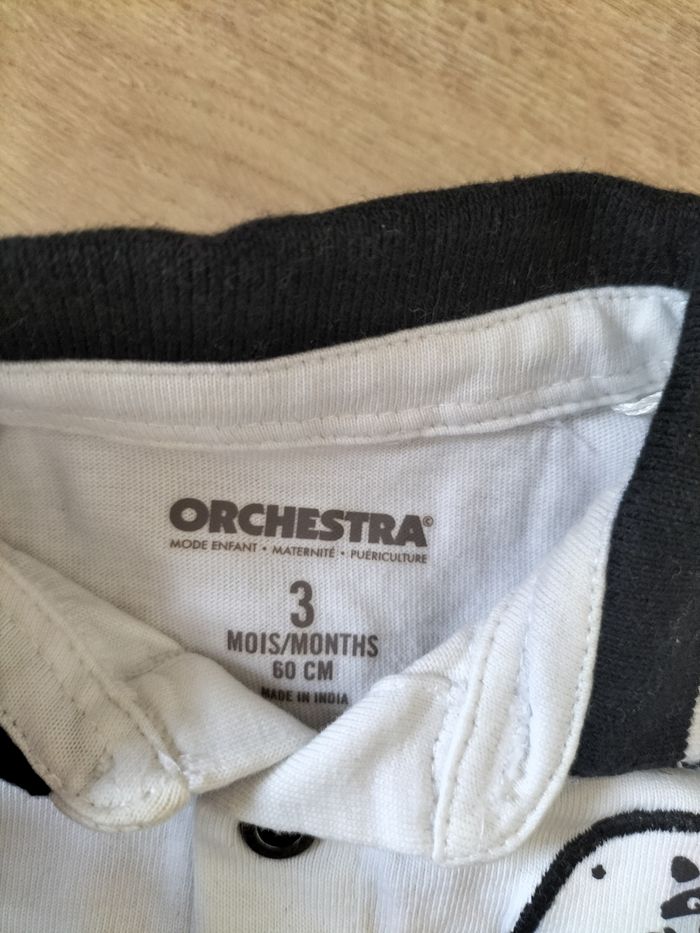 ORCHESTRA©
MODE ENFANT • MATERNITÉ • PUÉRICULTURE
3
MOIS/MONTHS
60 CM
MADE IN INDIA